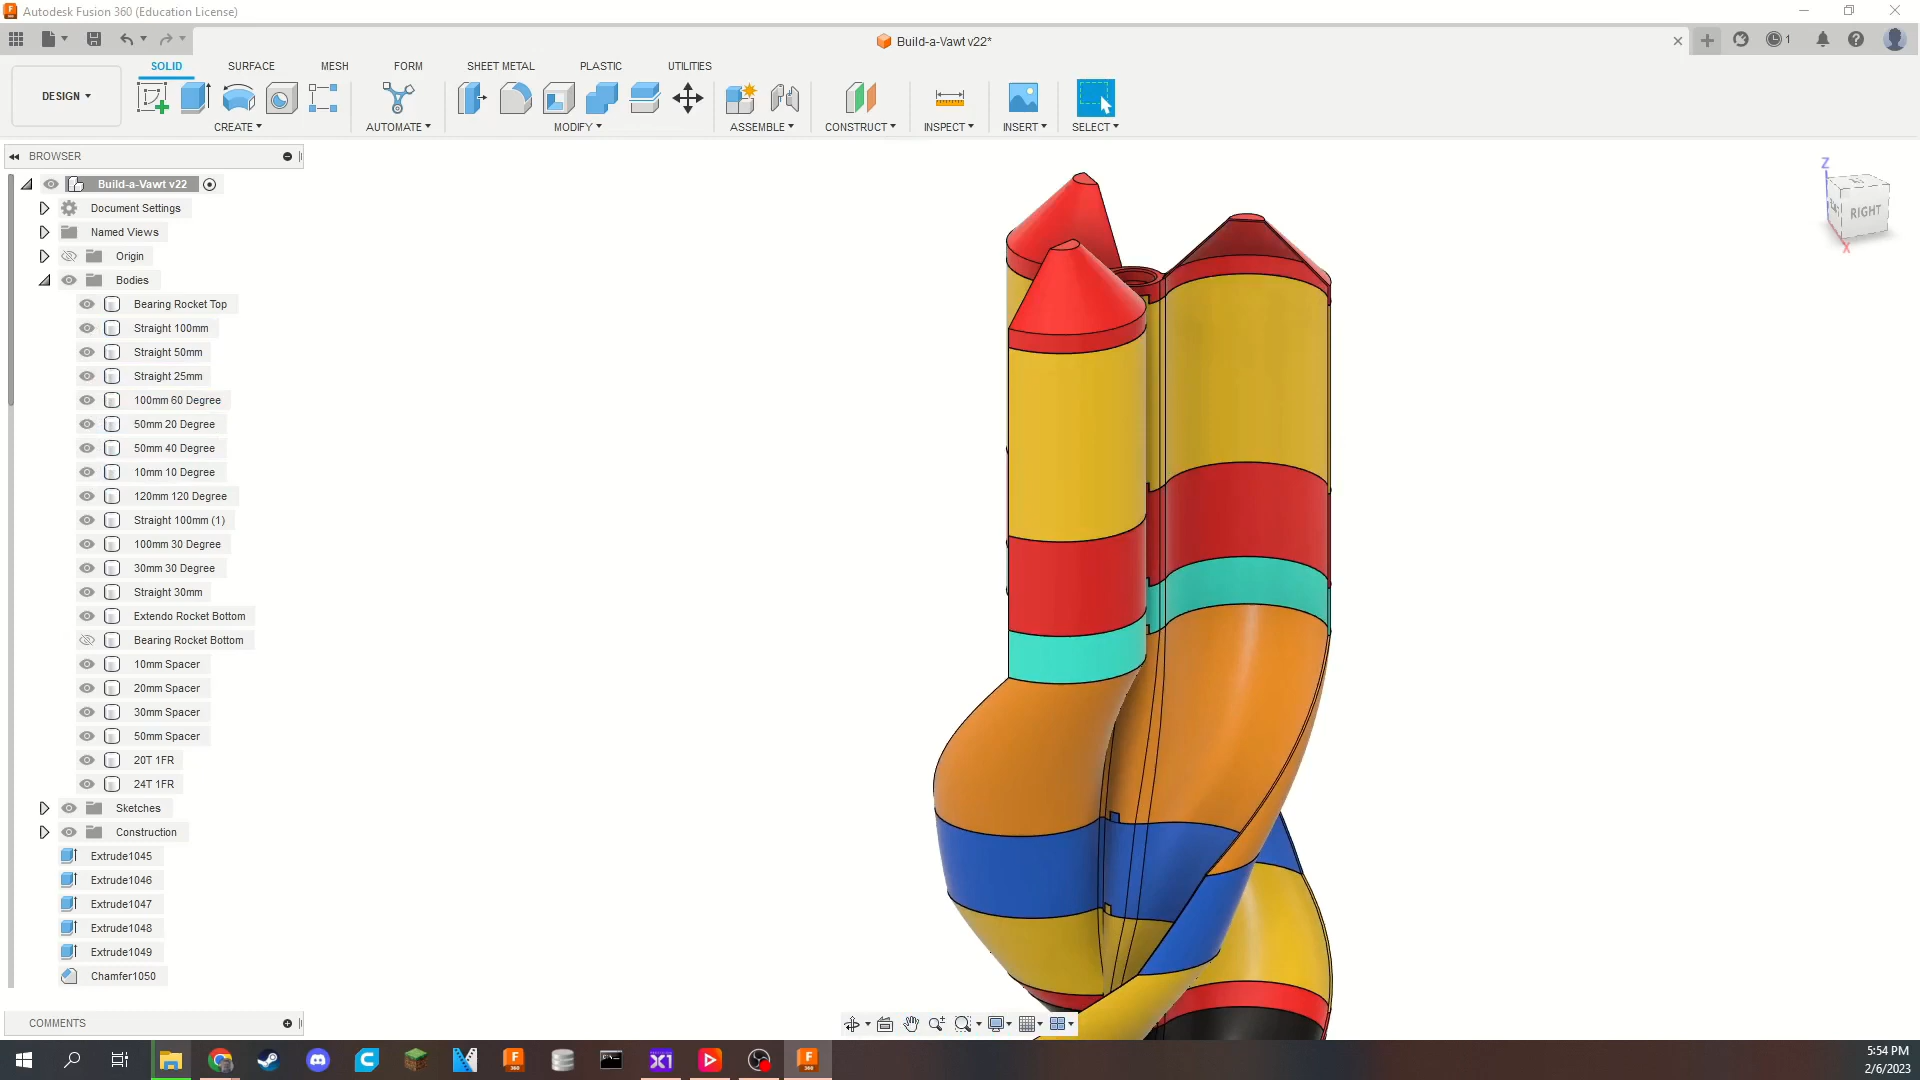 Autodesk Fusion 360 (Education License)
Build-a-Vawt v22*
1
DESIGN
SOLID SURFACE MESH FORM SHEET METAL PLASTIC UTILITIES
CREATE AUTOMATE MODIFY ASSEMBLE CONSTRUCT INSPECT INSERT SELECT
BROWSER
Build-a-Vawt v22
Document Settings
Named Views
Origin
Bodies
Bearing Rocket Top
Straight 100mm
Straight 50mm
Straight 25mm
100mm 60 Degree
50mm 20 Degree
50mm 40 Degree
10mm 10 Degree
120mm 120 Degree
Straight 100mm (1)
100mm 30 Degree
30mm 30 Degree
Straight 30mm
Extendo Rocket Bottom
Bearing Rocket Bottom
10mm Spacer
20mm Spacer
30mm Spacer
50mm Spacer
20T 1FR
24T 1FR
Sketches
Construction
Extrude1045
Extrude1046
Extrude1047
Extrude1048
Extrude1049
Chamfer1050
Z
RIGHT
X
COMMENTS
5:54 PM
2/6/2023